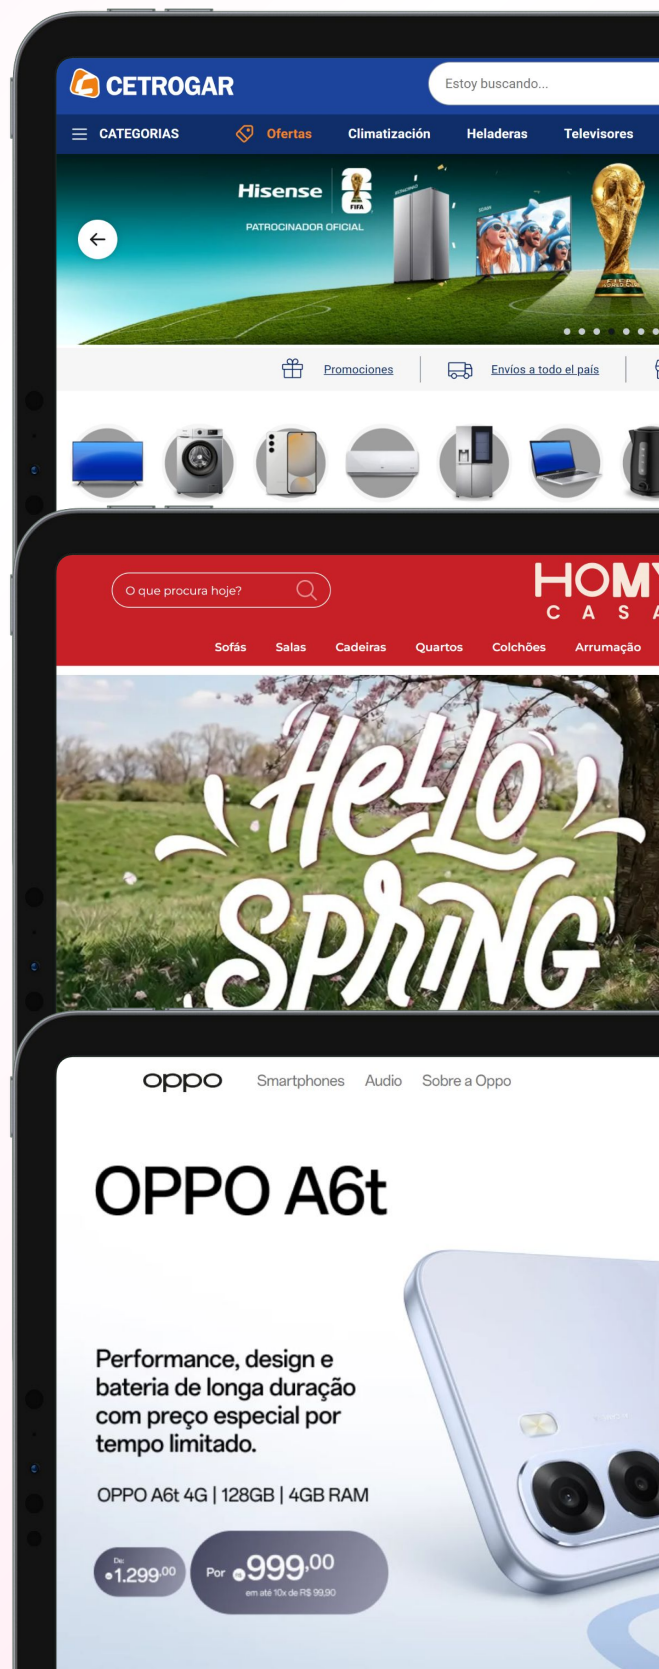 CETROGAR
Estoy buscando...
CATEGORIAS
Ofertas
Climatización
Heladeras
Televisores
Hisense
FIFA
PATROCINADOR OFICIAL
Promociones
Envíos a todo el país
O que procura hoje?
HOMY
CASA
Sofás
Salas
Cadeiras
Quartos
Colchões
Arrumação
HELLO
SPRING
oppo
Smartphones
Audio
Sobre a Oppo
OPPO A6t
Performance, design e
bateria de longa duração
com preço especial por
tempo limitado.
OPPO A6t 4G | 128GB | 4GB RAM
De:
1.299,00
Por R$ 999,00
em até 10x de R$ 99,90